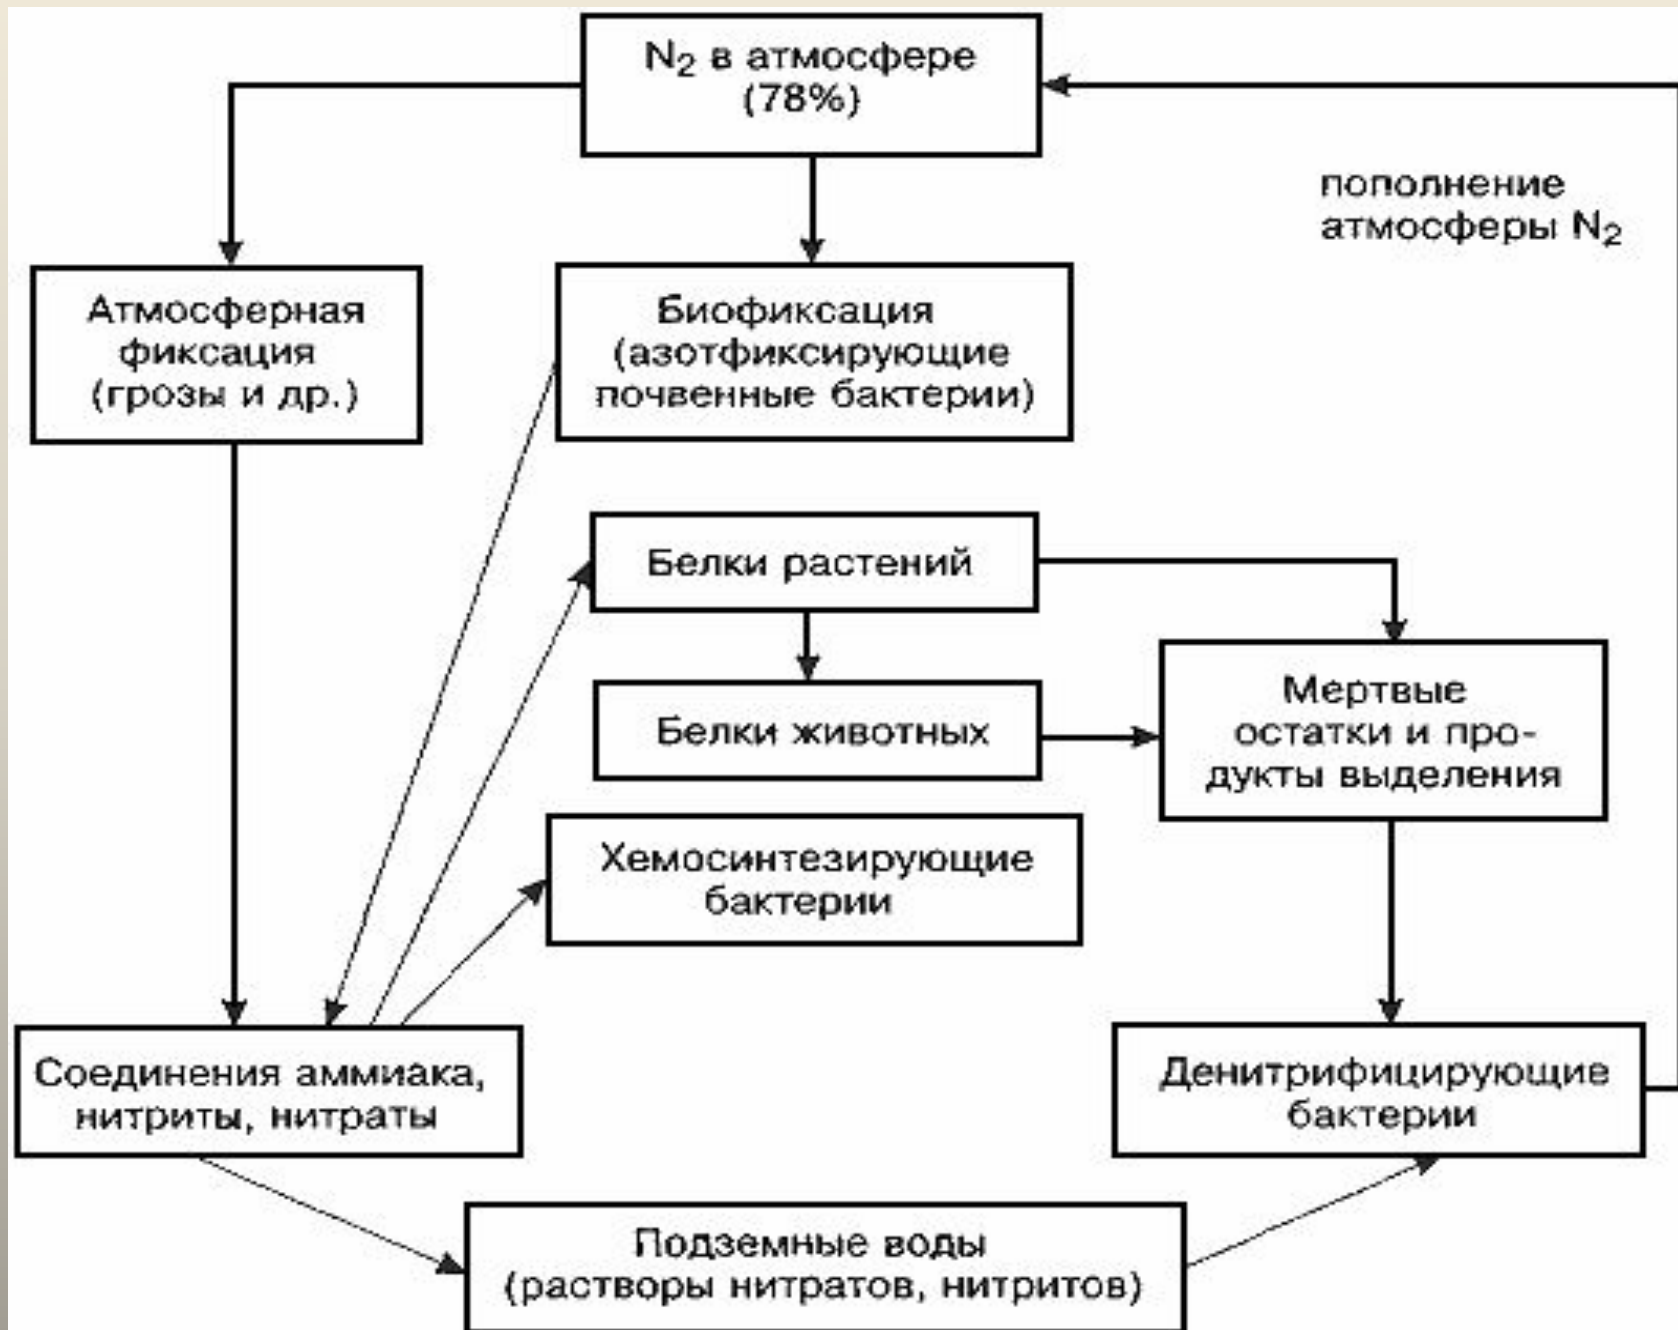 N₂ в атмосфере
(78%)
пополнение
атмосферы N₂
Атмосферная
фиксация
(грозы и др.)
Биофиксация
(азотфиксирующие
почвенные бактерии)
Белки растений
Белки животных
Мертвые
остатки и про-
дукты выделения
Хемосинтезирующие
бактерии
Соединения аммиака,
нитриты, нитраты
Денитрифицирующие
бактерии
Подземные воды
(растворы нитратов, нитритов)